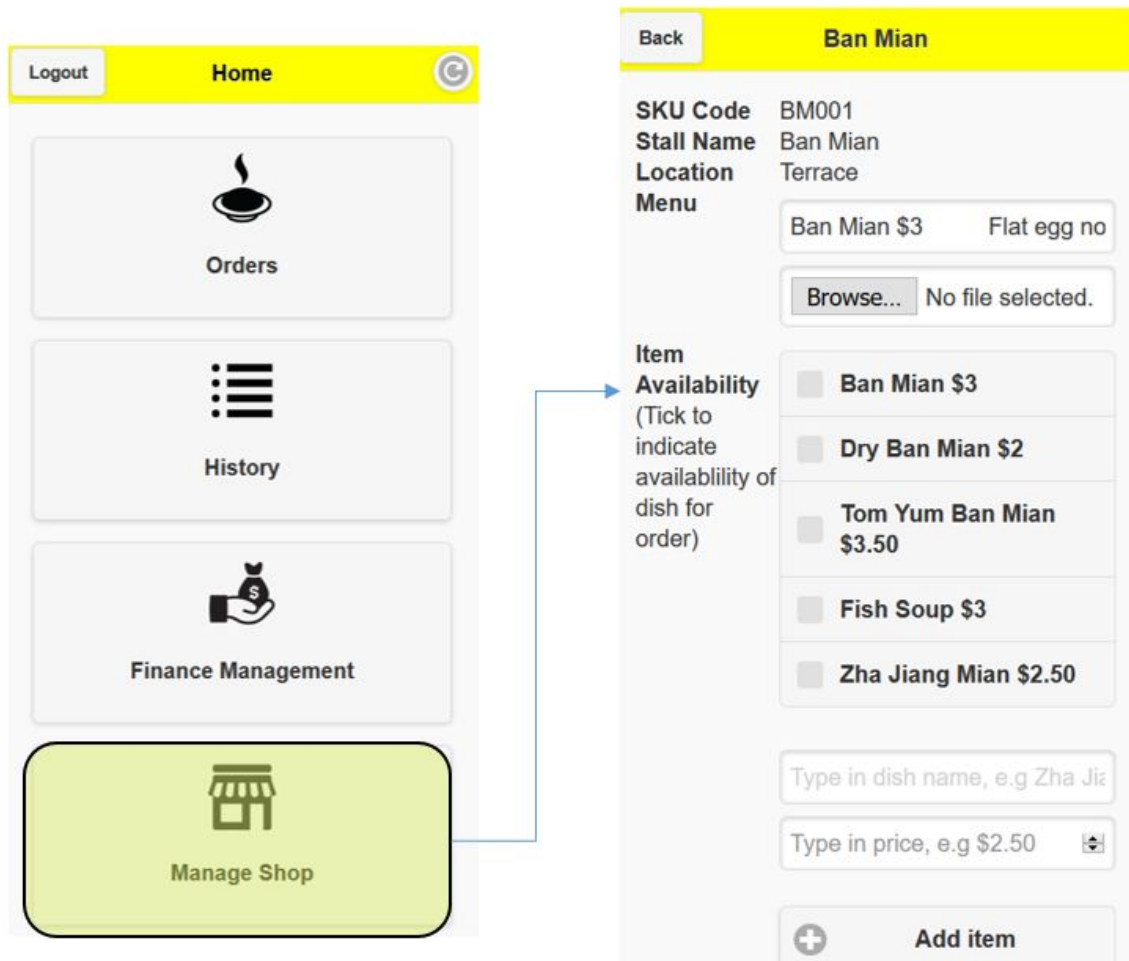 Logout
Home
Orders
History
Finance Management
Manage Shop
Back
Ban Mian
SKU Code BM001
Stall Name Ban Mian
Location Terrace
Menu
Ban Mian $3 Flat egg no
Browse... No file selected.
Item
Availability
(Tick to
indicate
availablility of
dish for
order)
Ban Mian $3
Dry Ban Mian $2
Tom Yum Ban Mian
$3.50
Fish Soup $3
Zha Jiang Mian $2.50
Type in dish name, e.g Zha Jia
Type in price, e.g $2.50
Add item